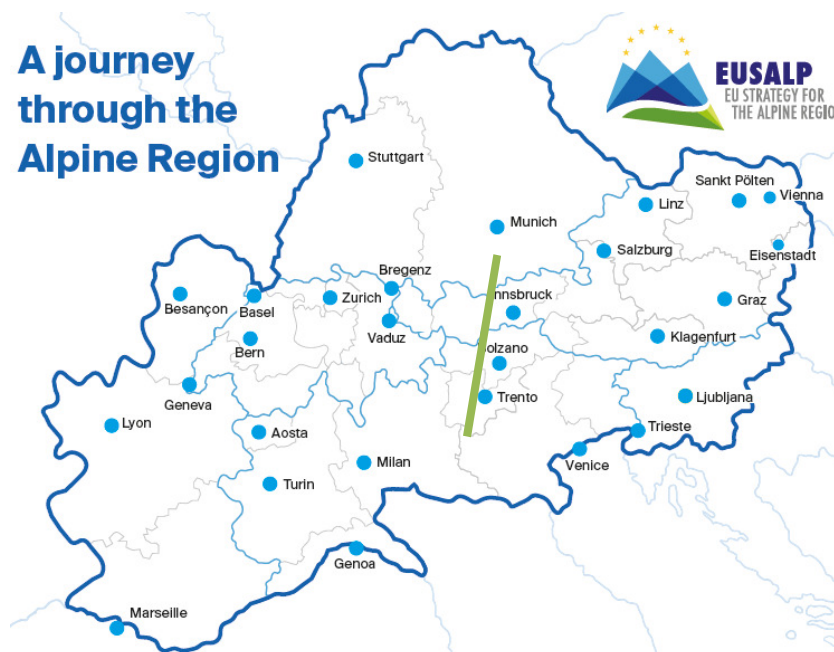 A journey
through the
Alpine Region
EUSALP
EU STRATEGY FOR
THE ALPINE REGIO
Stuttgart
Sankt Pölten
Vienna
Linz
Munich
Salzburg
Eisenstadt
Bregenz
Besançon
Basel
Zurich
nnsbruck
Graz
Vaduz
Bern
Klagenfurt
olzano
Geneva
Trento
Ljubljana
Lyon
Aosta
Trieste
Milan
Venice
Turin
Genoa
Marseille